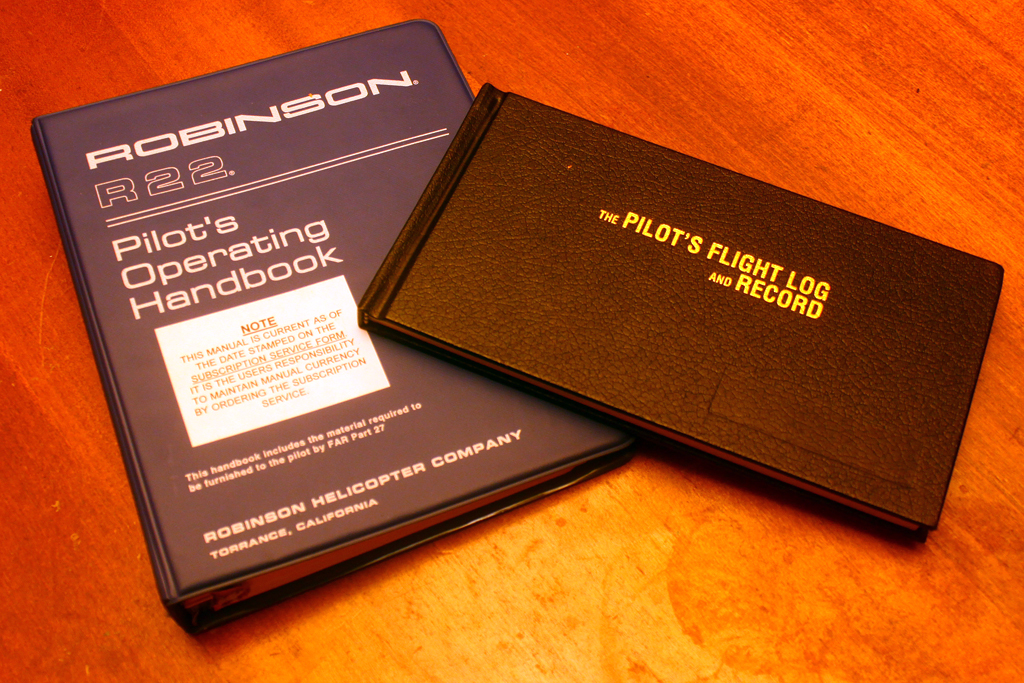 ROBINSON®
R22®
Pilot's
Operating
Handbook
NOTE
THIS MANUAL IS CURRENT AS OF
THE DATE STAMPED ON THE
SUBSCRIPTION SERVICE FORM
IT IS THE USERS RESPONSIBILITY
TO MAINTAIN MANUAL CURRENCY
BY ORDERING THE SUBSCRIPTION
SERVICE.
This handbook includes the material required to
be furnished to the pilot by FAR Part 27
ROBINSON HELICOPTER COMPANY
TORRANCE, CALIFORNIA
THE PILOT'S FLIGHT LOG
AND RECORD